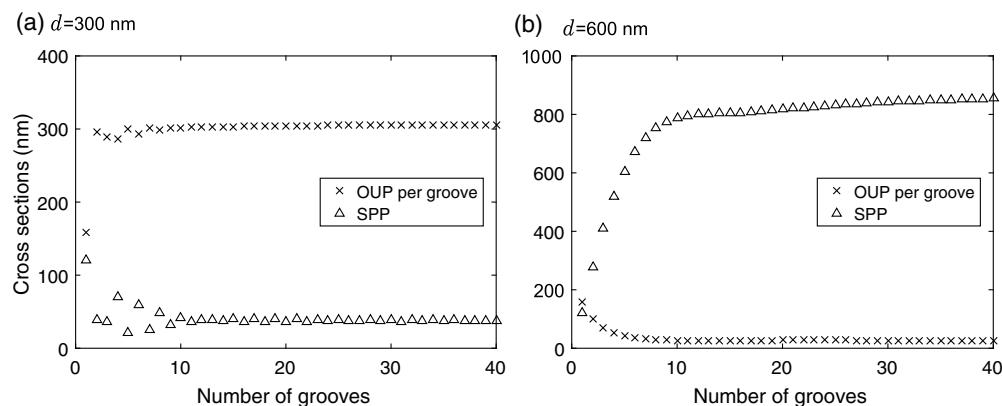 (a) d=300 nm
400
300
200
100
0
Cross sections (nm)
OUP per groove
SPP
0 10 20 30 40
Number of grooves
(b) d=600 nm
1000
800
600
400
200
0
OUP per groove
SPP
0 10 20 30 40
Number of grooves